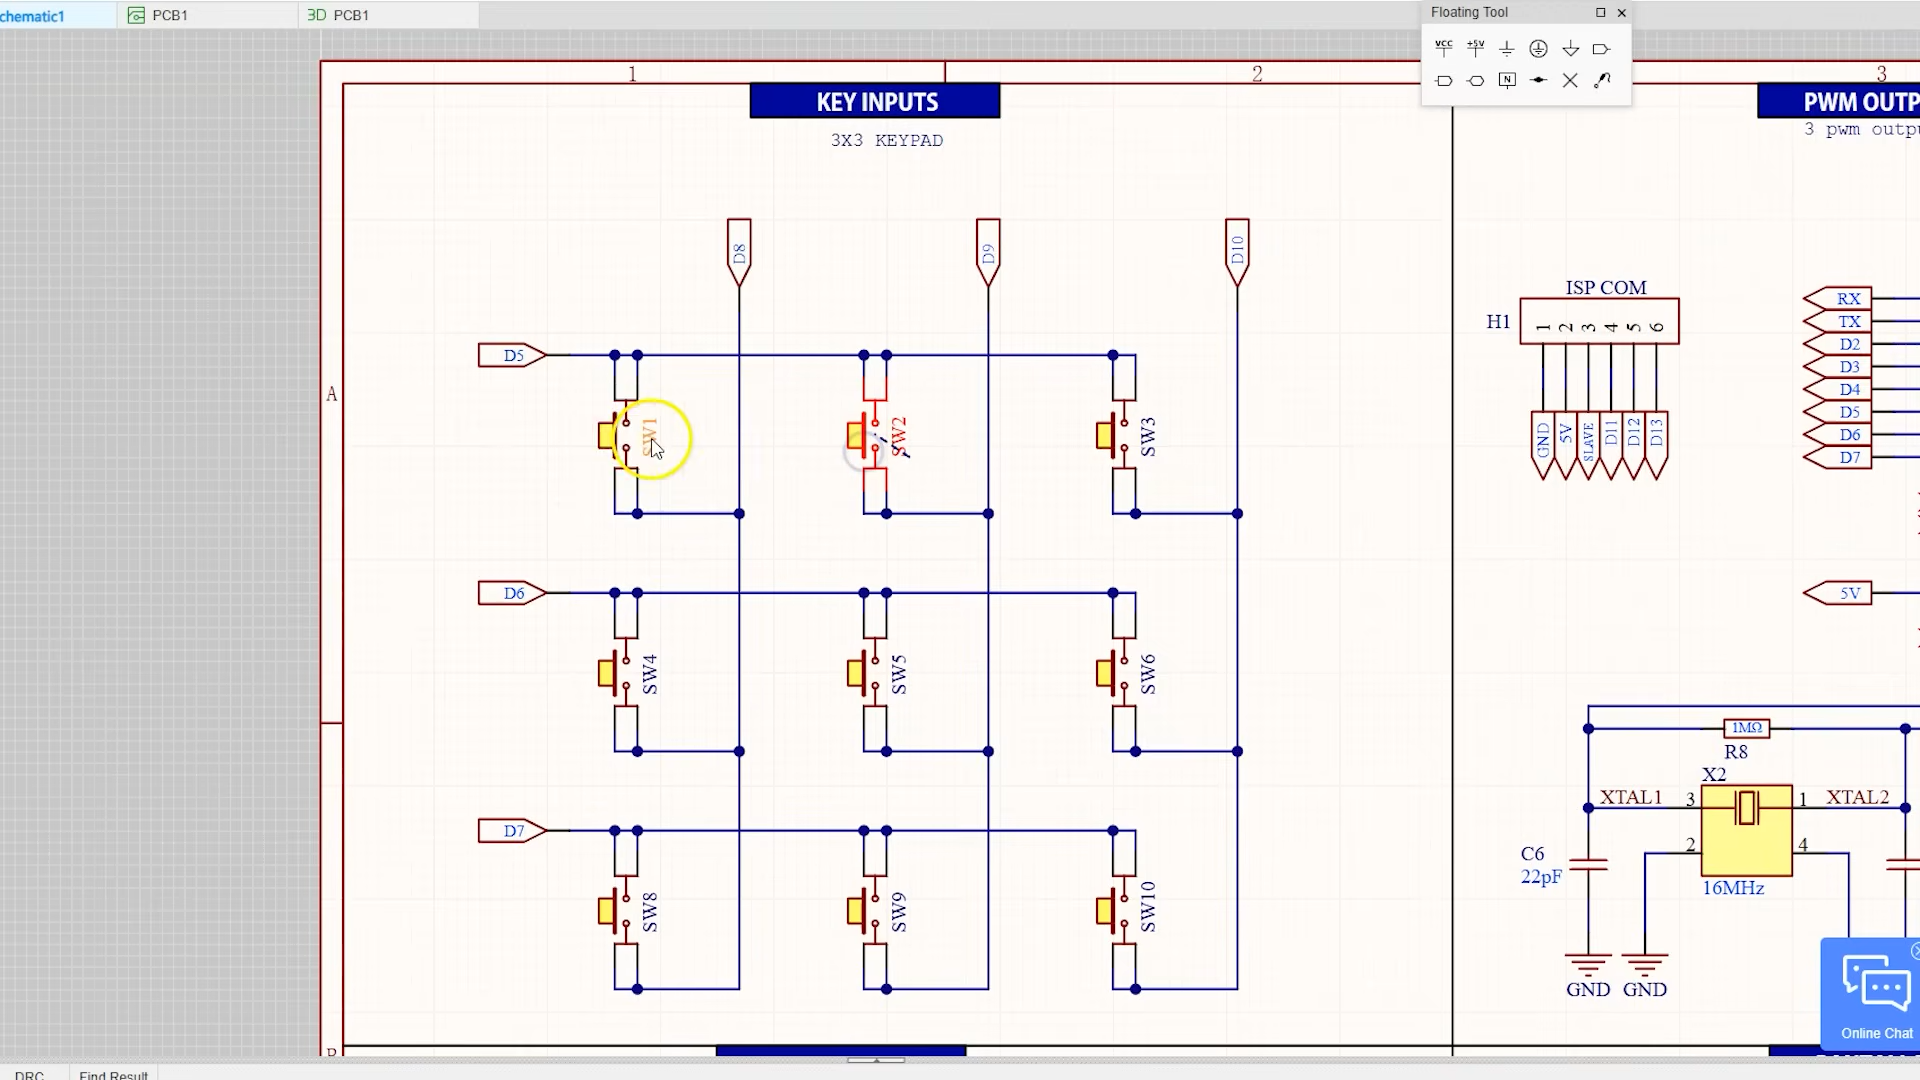 chematic1
PCB1
3D PCB1
Floating Tool
VCC
+5V
N
1
2
3
KEY INPUTS
3X3 KEYPAD
PWM OUTP
3 pwm outpu
D8
D9
D10
ISP COM
H1
1 2 3 4 5 6
GND
5V
SLAVE
D11
D12
D13
RX
TX
D2
D3
D4
D5
D6
D7
D5
A
SW1
SW2
SW3
D6
SW4
SW5
SW6
5V
1MΩ
R8
X2
XTAL1
3
1
XTAL2
2
4
16MHz
C6
22pF
GND
GND
D7
SW8
SW9
SW10
Online Chat
DRC
Find Result